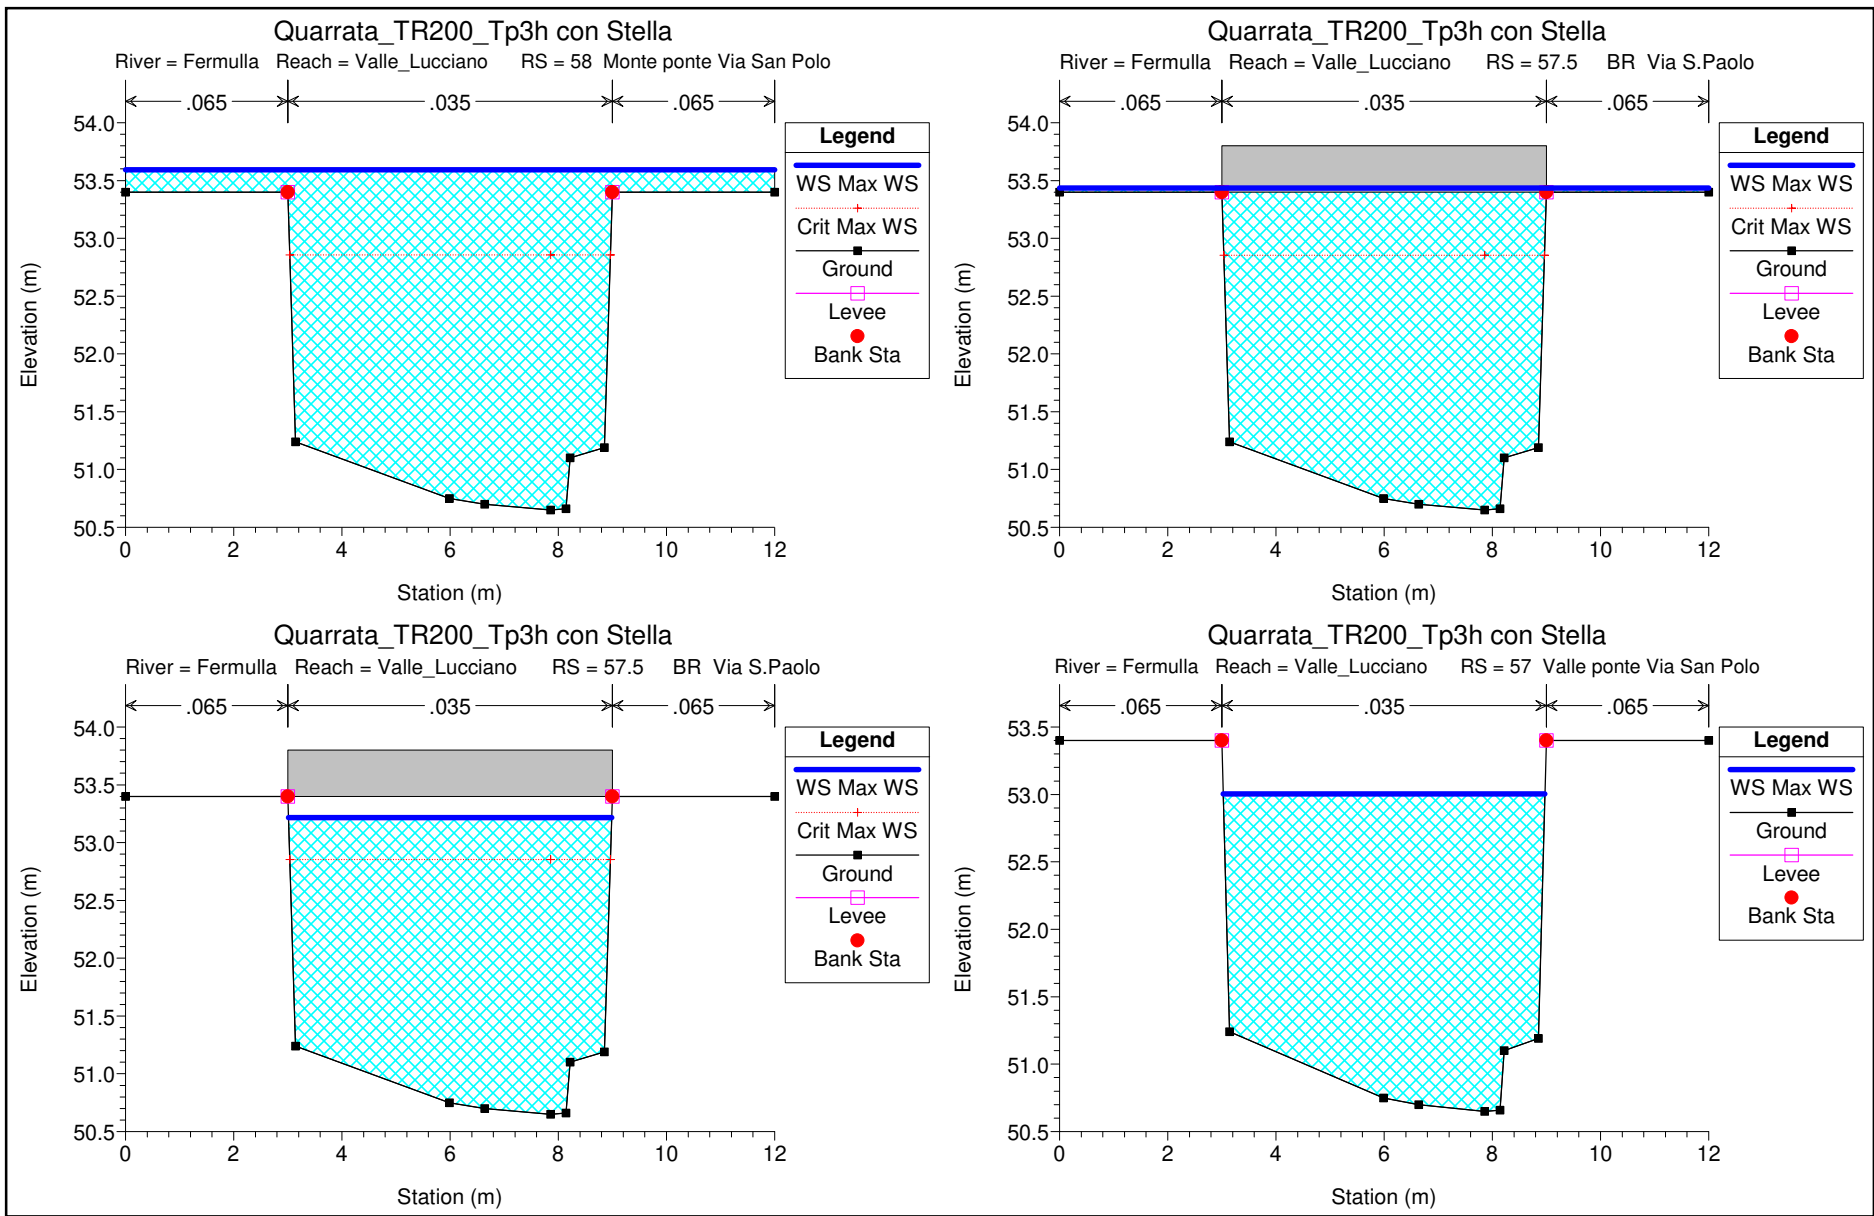 Quarrata_TR200_Tp3h con Stella
River = Fermulla Reach = Valle_Lucciano RS = 58 Monte ponte Via San Polo
.065 .035 .065
54.0
53.5
53.0
52.5
52.0
51.5
51.0
50.5
0 2 4 6 8 10 12
Elevation (m)
Station (m)
Legend
WS Max WS
Crit Max WS
Ground
Levee
Bank Sta
Quarrata_TR200_Tp3h con Stella
River = Fermulla Reach = Valle_Lucciano RS = 57.5 BR Via S.Paolo
.065 .035 .065
54.0
53.5
53.0
52.5
52.0
51.5
51.0
50.5
0 2 4 6 8 10 12
Elevation (m)
Station (m)
Legend
WS Max WS
Crit Max WS
Ground
Levee
Bank Sta
Quarrata_TR200_Tp3h con Stella
River = Fermulla Reach = Valle_Lucciano RS = 57.5 BR Via S.Paolo
.065 .035 .065
54.0
53.5
53.0
52.5
52.0
51.5
51.0
50.5
0 2 4 6 8 10 12
Elevation (m)
Station (m)
Legend
WS Max WS
Crit Max WS
Ground
Levee
Bank Sta
Quarrata_TR200_Tp3h con Stella
River = Fermulla Reach = Valle_Lucciano RS = 57 Valle ponte Via San Polo
.065 .035 .065
53.5
53.0
52.5
52.0
51.5
51.0
50.5
0 2 4 6 8 10 12
Elevation (m)
Station (m)
Legend
WS Max WS
Ground
Levee
Bank Sta